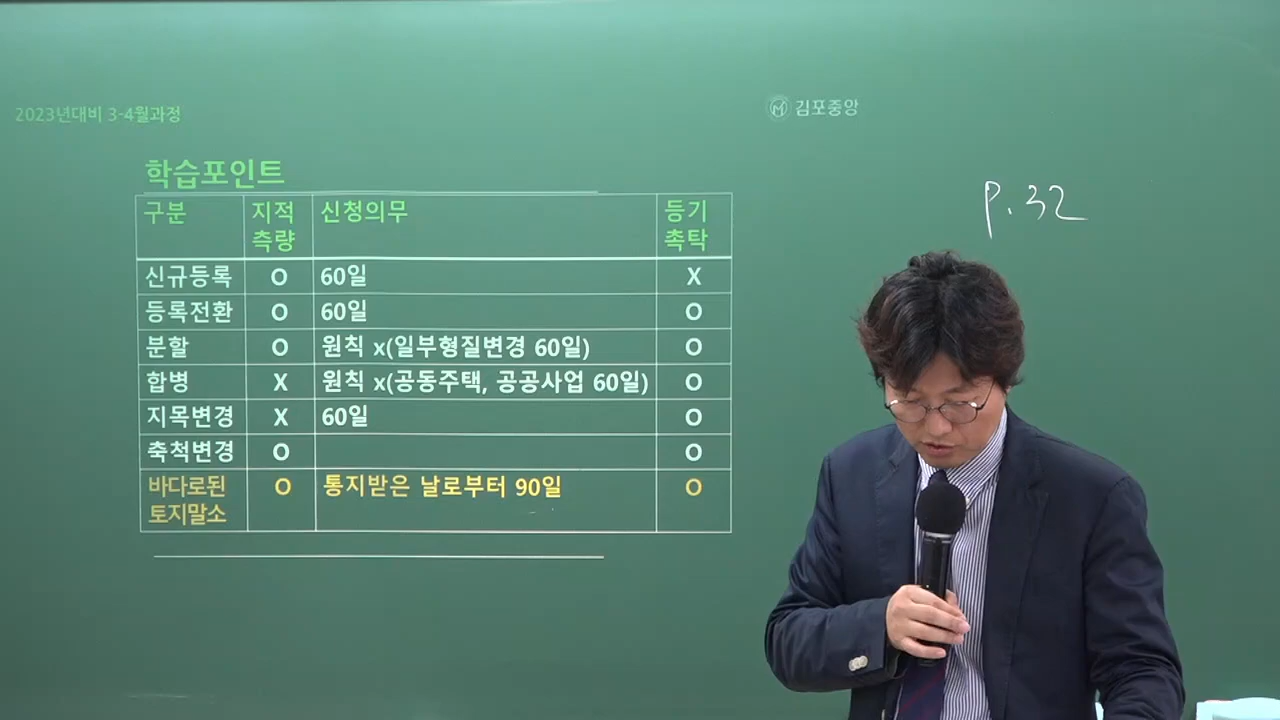 2023년대비 3-4월과정
김포중앙
학습포인트
P. 32
구분 지적측량 신청의무 등기촉탁
신규등록 O 60일 X
등록전환 O 60일 O
분할 O 원칙 x(일부형질변경 60일) O
합병 X 원칙 x(공동주택, 공공사업 60일) O
지목변경 X 60일 O
축척변경 O O
바다로된 토지말소 O 통지받은 날로부터 90일 O